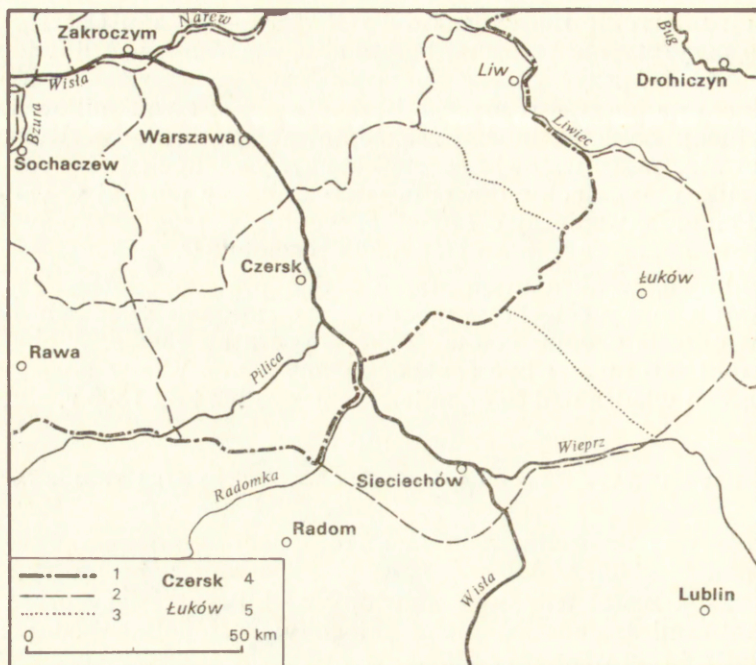 Narew
Zakroczym
Wisła
Bug
Liw
Drohiczyn
Bzura
Warszawa
Liwiec
Sochaczew
Czersk
Łuków
Rawa
Pilica
Wieprz
Sieciechów
Radomka
Radom
Wisła
Lublin
1 Czersk 4
2 Łuków 5
3
0 50 km